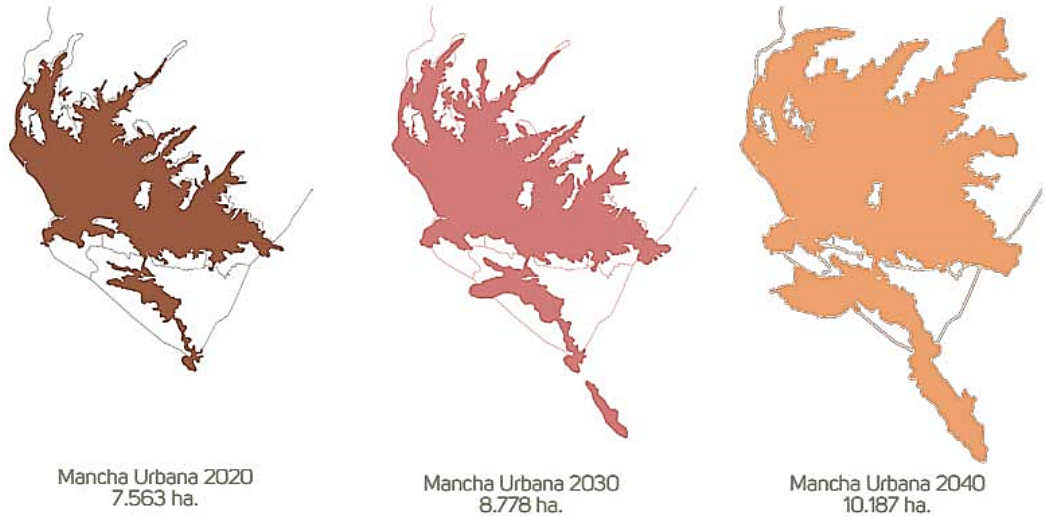 Mancha Urbana 2020
7.563 ha.
Mancha Urbana 2030
8.778 ha.
Mancha Urbana 2040
10.187 ha.